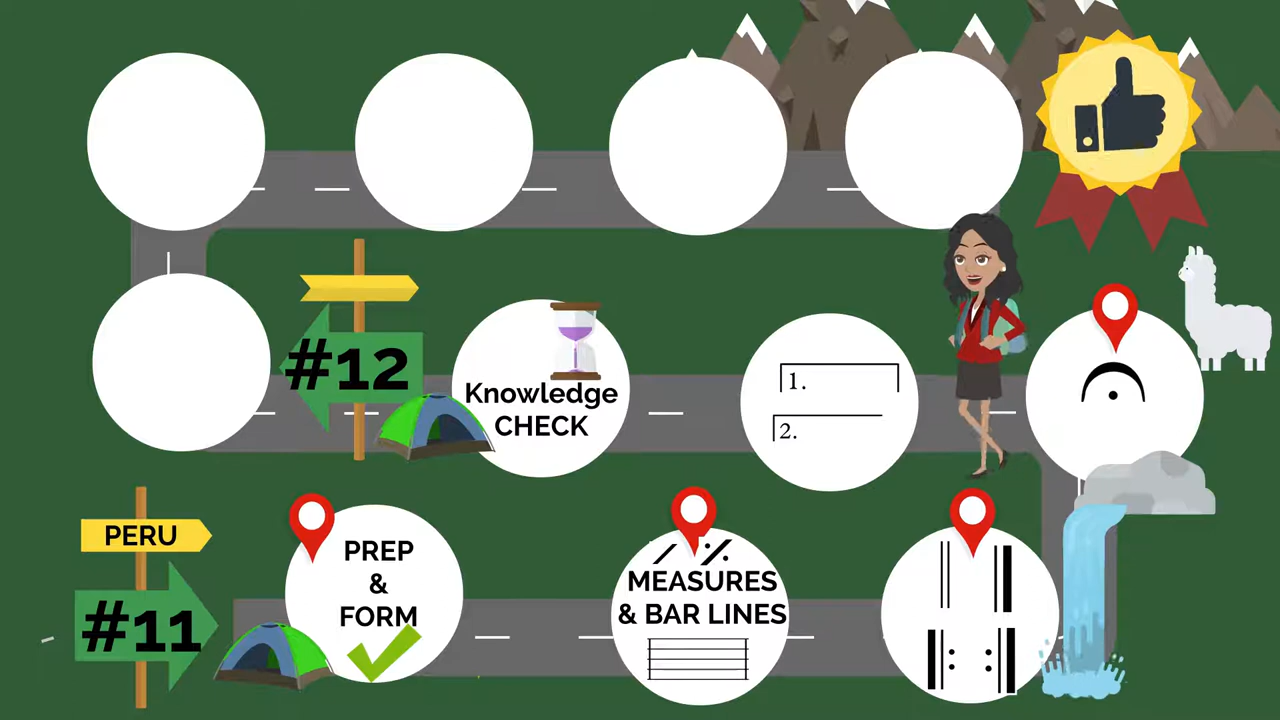 #12
Knowledge
CHECK
1.
2.
PERU
#11
PREP
&
FORM
MEASURES
& BAR LINES